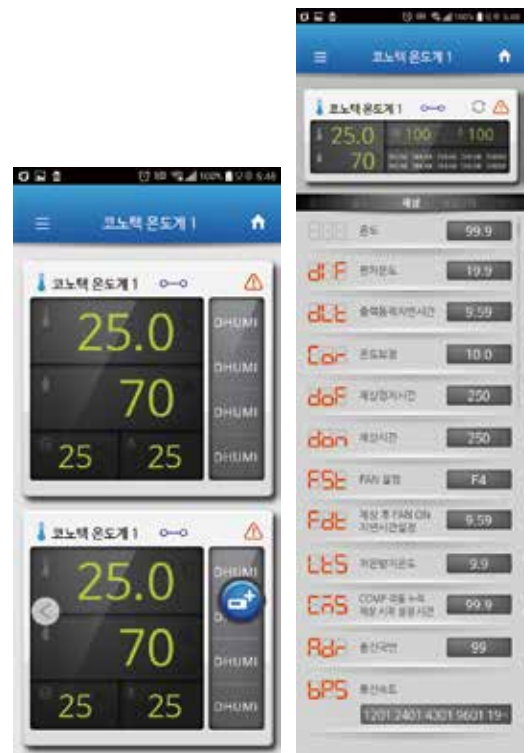 코노텍 온도계 1
코노텍 온도계 1
25.0
70
25 25
DHUMI
DHUMI
DHUMI
DHUMI
코노텍 온도계 1
25.0
70
25 25
DHUMI
DHUMI
DHUMI
코노텍 온도계 1
코노텍 온도계 1
25.0 100 100
70
제상
온도 99.9
dIF 편차온도 19.9
dLt 출력동작지연시간 9.59
Cor 온도보정 10.0
doF 제상정지시간 250
don 제상시간 250
FSt FAN 설정 F4
Fdt 제상 후 FAN ON
지연시간설정 9.59
LtS 저온방지온도 9.9
COMP 작동 누적
제상 시작 설정시간 99.9
Adr 통신국번 99
bPS 통신속도
1201.2401.4301.9601.19